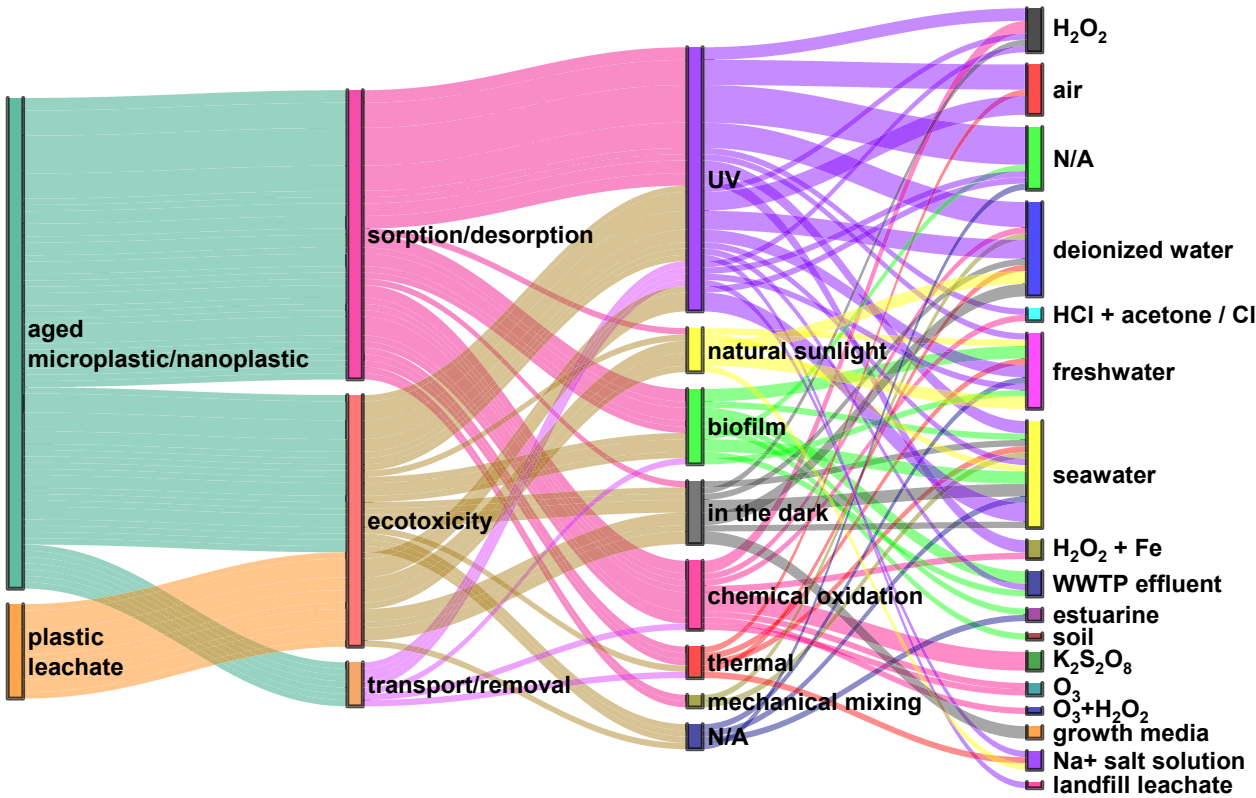 aged
microplastic/nanoplastic
plastic
leachate
sorption/desorption
ecotoxicity
transport/removal
UV
natural sunlight
biofilm
in the dark
chemical oxidation
thermal
mechanical mixing
N/A
H₂O₂
air
N/A
deionized water
HCl + acetone / Cl
freshwater
seawater
H₂O₂ + Fe
WWTP effluent
estuarine
soil
K₂S₂O₈
O₃
O₃+H₂O₂
growth media
Na+ salt solution
landfill leachate